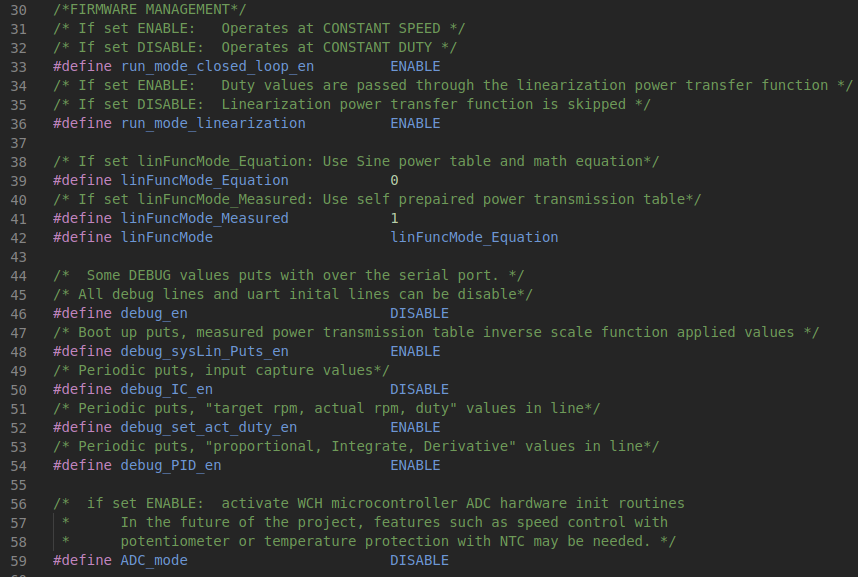 30 /*FIRMWARE MANAGEMENT*/
31 /* If set ENABLE:   Operates at CONSTANT SPEED */
32 /* If set DISABLE:  Operates at CONSTANT DUTY */
33 #define run_mode_closed_loop_en         ENABLE
34 /* If set ENABLE:   Duty values are passed through the linearization power transfer function */
35 /* If set DISABLE:  Linearization power transfer function is skipped */
36 #define run_mode_linearization          ENABLE
37
38 /* If set linFuncMode_Equation: Use Sine power table and math equation*/
39 #define linFuncMode_Equation            0
40 /* If set linFuncMode_Measured: Use self prepaired power transmission table*/
41 #define linFuncMode_Measured            1
42 #define linFuncMode                     linFuncMode_Equation
43
44 /*  Some DEBUG values puts with over the serial port. */
45 /* All debug lines and uart inital lines can be disable*/
46 #define debug_en                        DISABLE
47 /* Boot up puts, measured power transmission table inverse scale function applied values */
48 #define debug_sysLin_Puts_en            ENABLE
49 /* Periodic puts, input capture values*/
50 #define debug_IC_en                     DISABLE
51 /* Periodic puts, "target rpm, actual rpm, duty" values in line*/
52 #define debug_set_act_duty_en           ENABLE
53 /* Periodic puts, "proportional, Integrate, Derivative" values in line*/
54 #define debug_PID_en                    ENABLE
55
56 /*  if set ENABLE:  activate WCH microcontroller ADC hardware init routines
57  *      In the future of the project, features such as speed control with
58  *      potentiometer or temperature protection with NTC may be needed. */
59 #define ADC_mode                        DISABLE